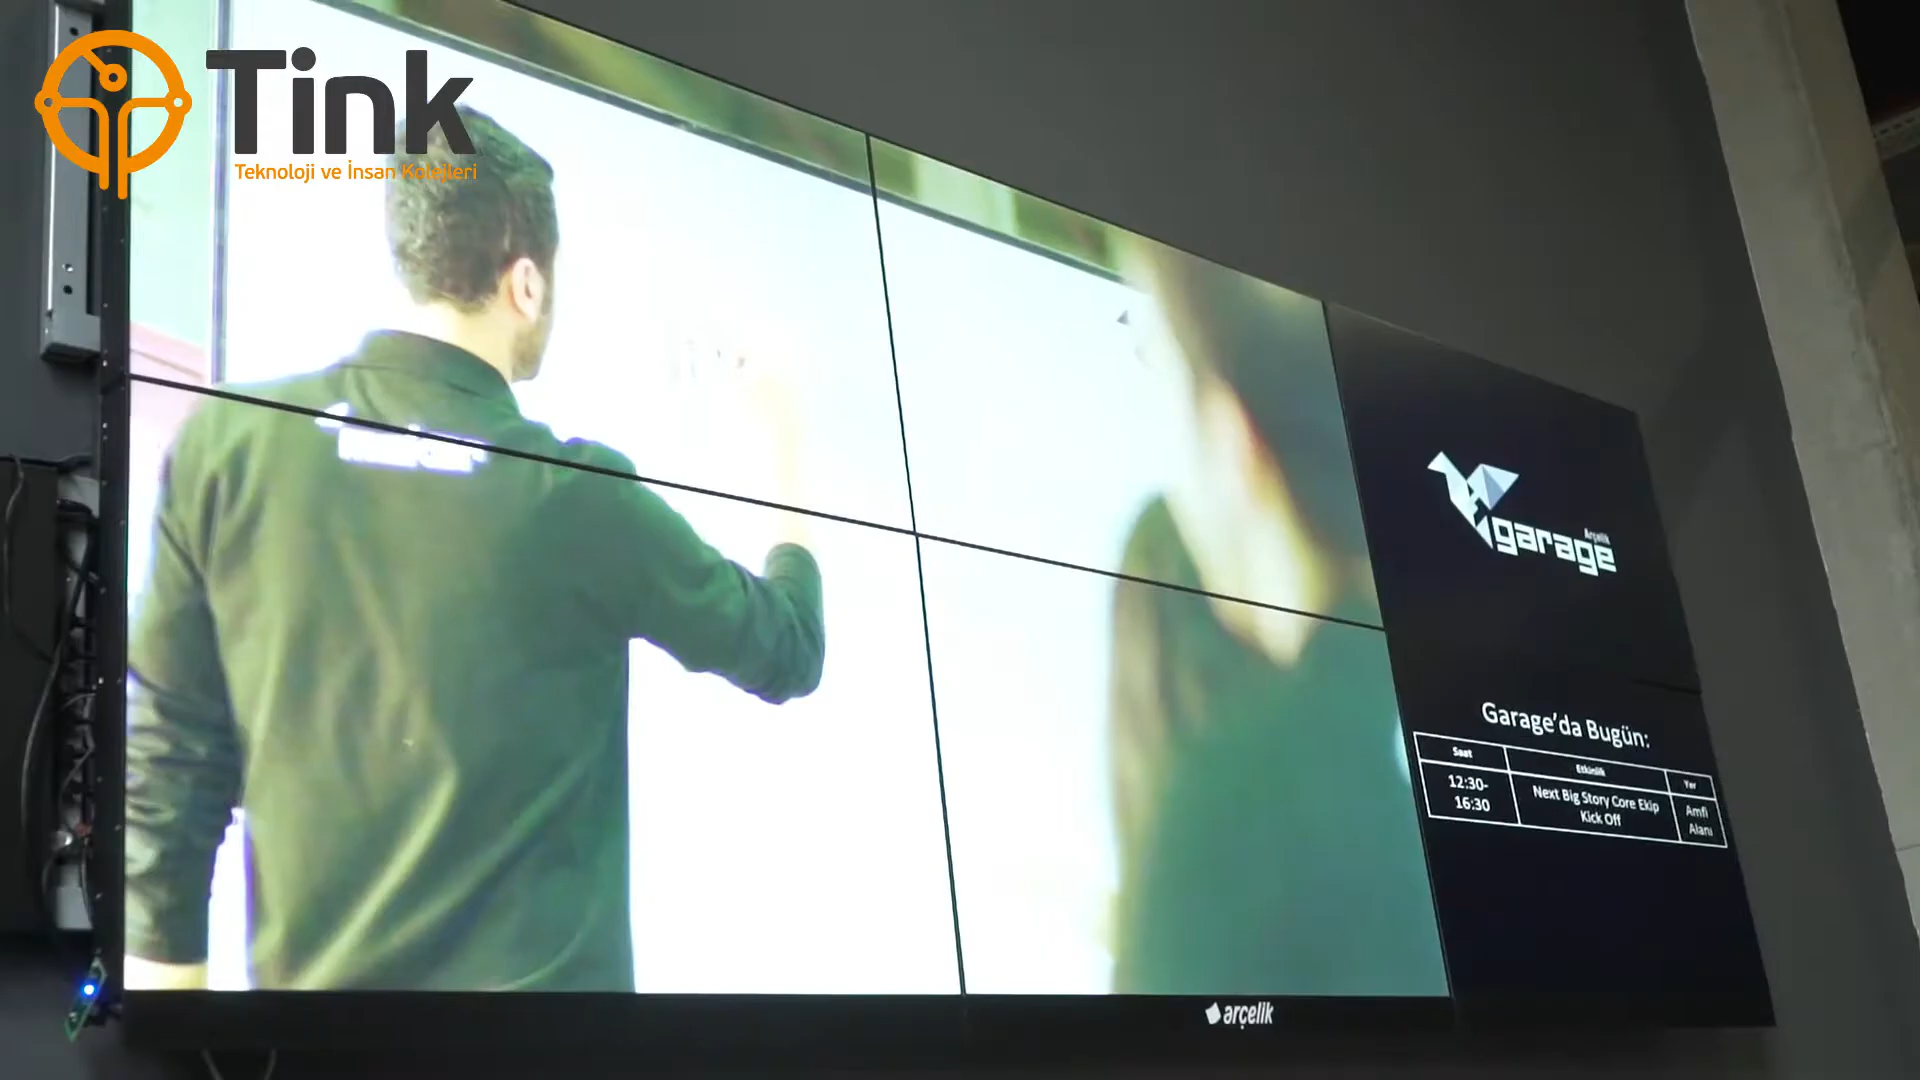 Tink
Teknoloji ve İnsan Kolejleri
Arçelik
garage
Garage'da Bugün:
Saat Etkinlik Yer
12:30-16:30 Next Big Story Core Ekip Kick Off Amfi Alanı
arçelik